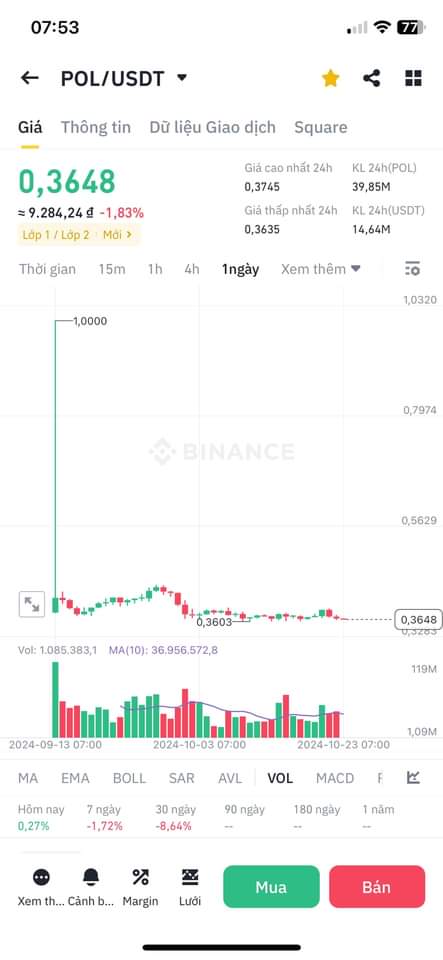 07:53
77
POL/USDT
Giá Thông tin Dữ liệu Giao dịch Square
0,3648
≈ 9.284,24 đ -1,83%
Lớp 1 / Lớp 2 · Mới >
Giá cao nhất 24h KL 24h(POL)
0,3745 39,85M
Giá thấp nhất 24h KL 24h(USDT)
0,3635 14,64M
Thời gian 15m 1h 4h 1ngày Xem thêm
1,0320
1,0000
0,7974
BINANCE
0,5629
0,3603
0,3648
0,3283
Vol: 1.085.383,1 MA(10): 36.956.572,8
119M
1,09M
2024-09-13 07:00 2024-10-03 07:00 2024-10-23 07:00
MA EMA BOLL SAR AVL VOL MACD
Hôm nay 7 ngày 30 ngày 90 ngày 180 ngày 1 năm
0,27% -1,72% -8,64% -- -- --
Xem th... Cảnh b... Margin Lưới
Mua Bán